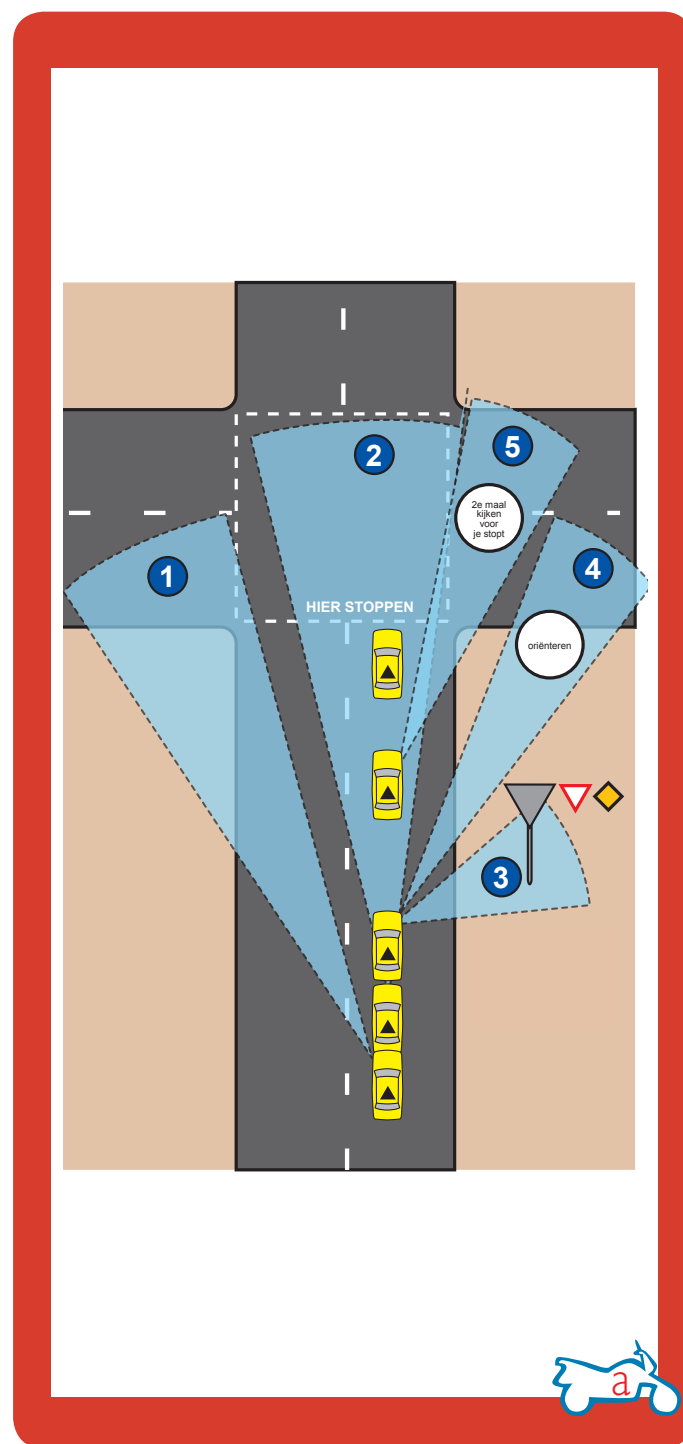 5
2
2e maal
kijken
voor
je stopt
4
1
HIER STOPPEN
oriënteren
3
a